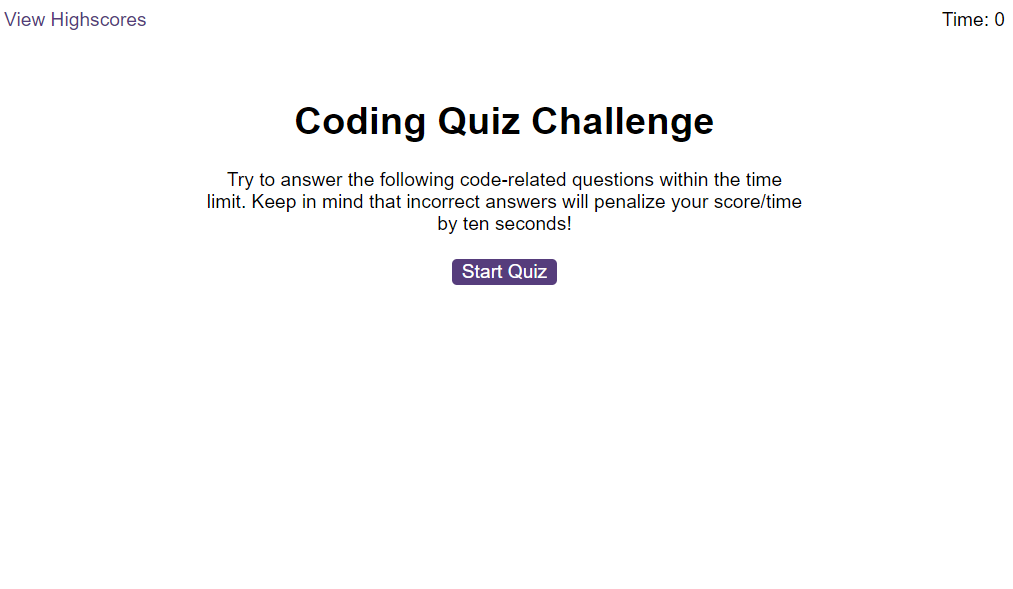 View Highscores
Time: 0
Coding Quiz Challenge
Try to answer the following code-related questions within the time
limit. Keep in mind that incorrect answers will penalize your score/time
by ten seconds!
Start Quiz